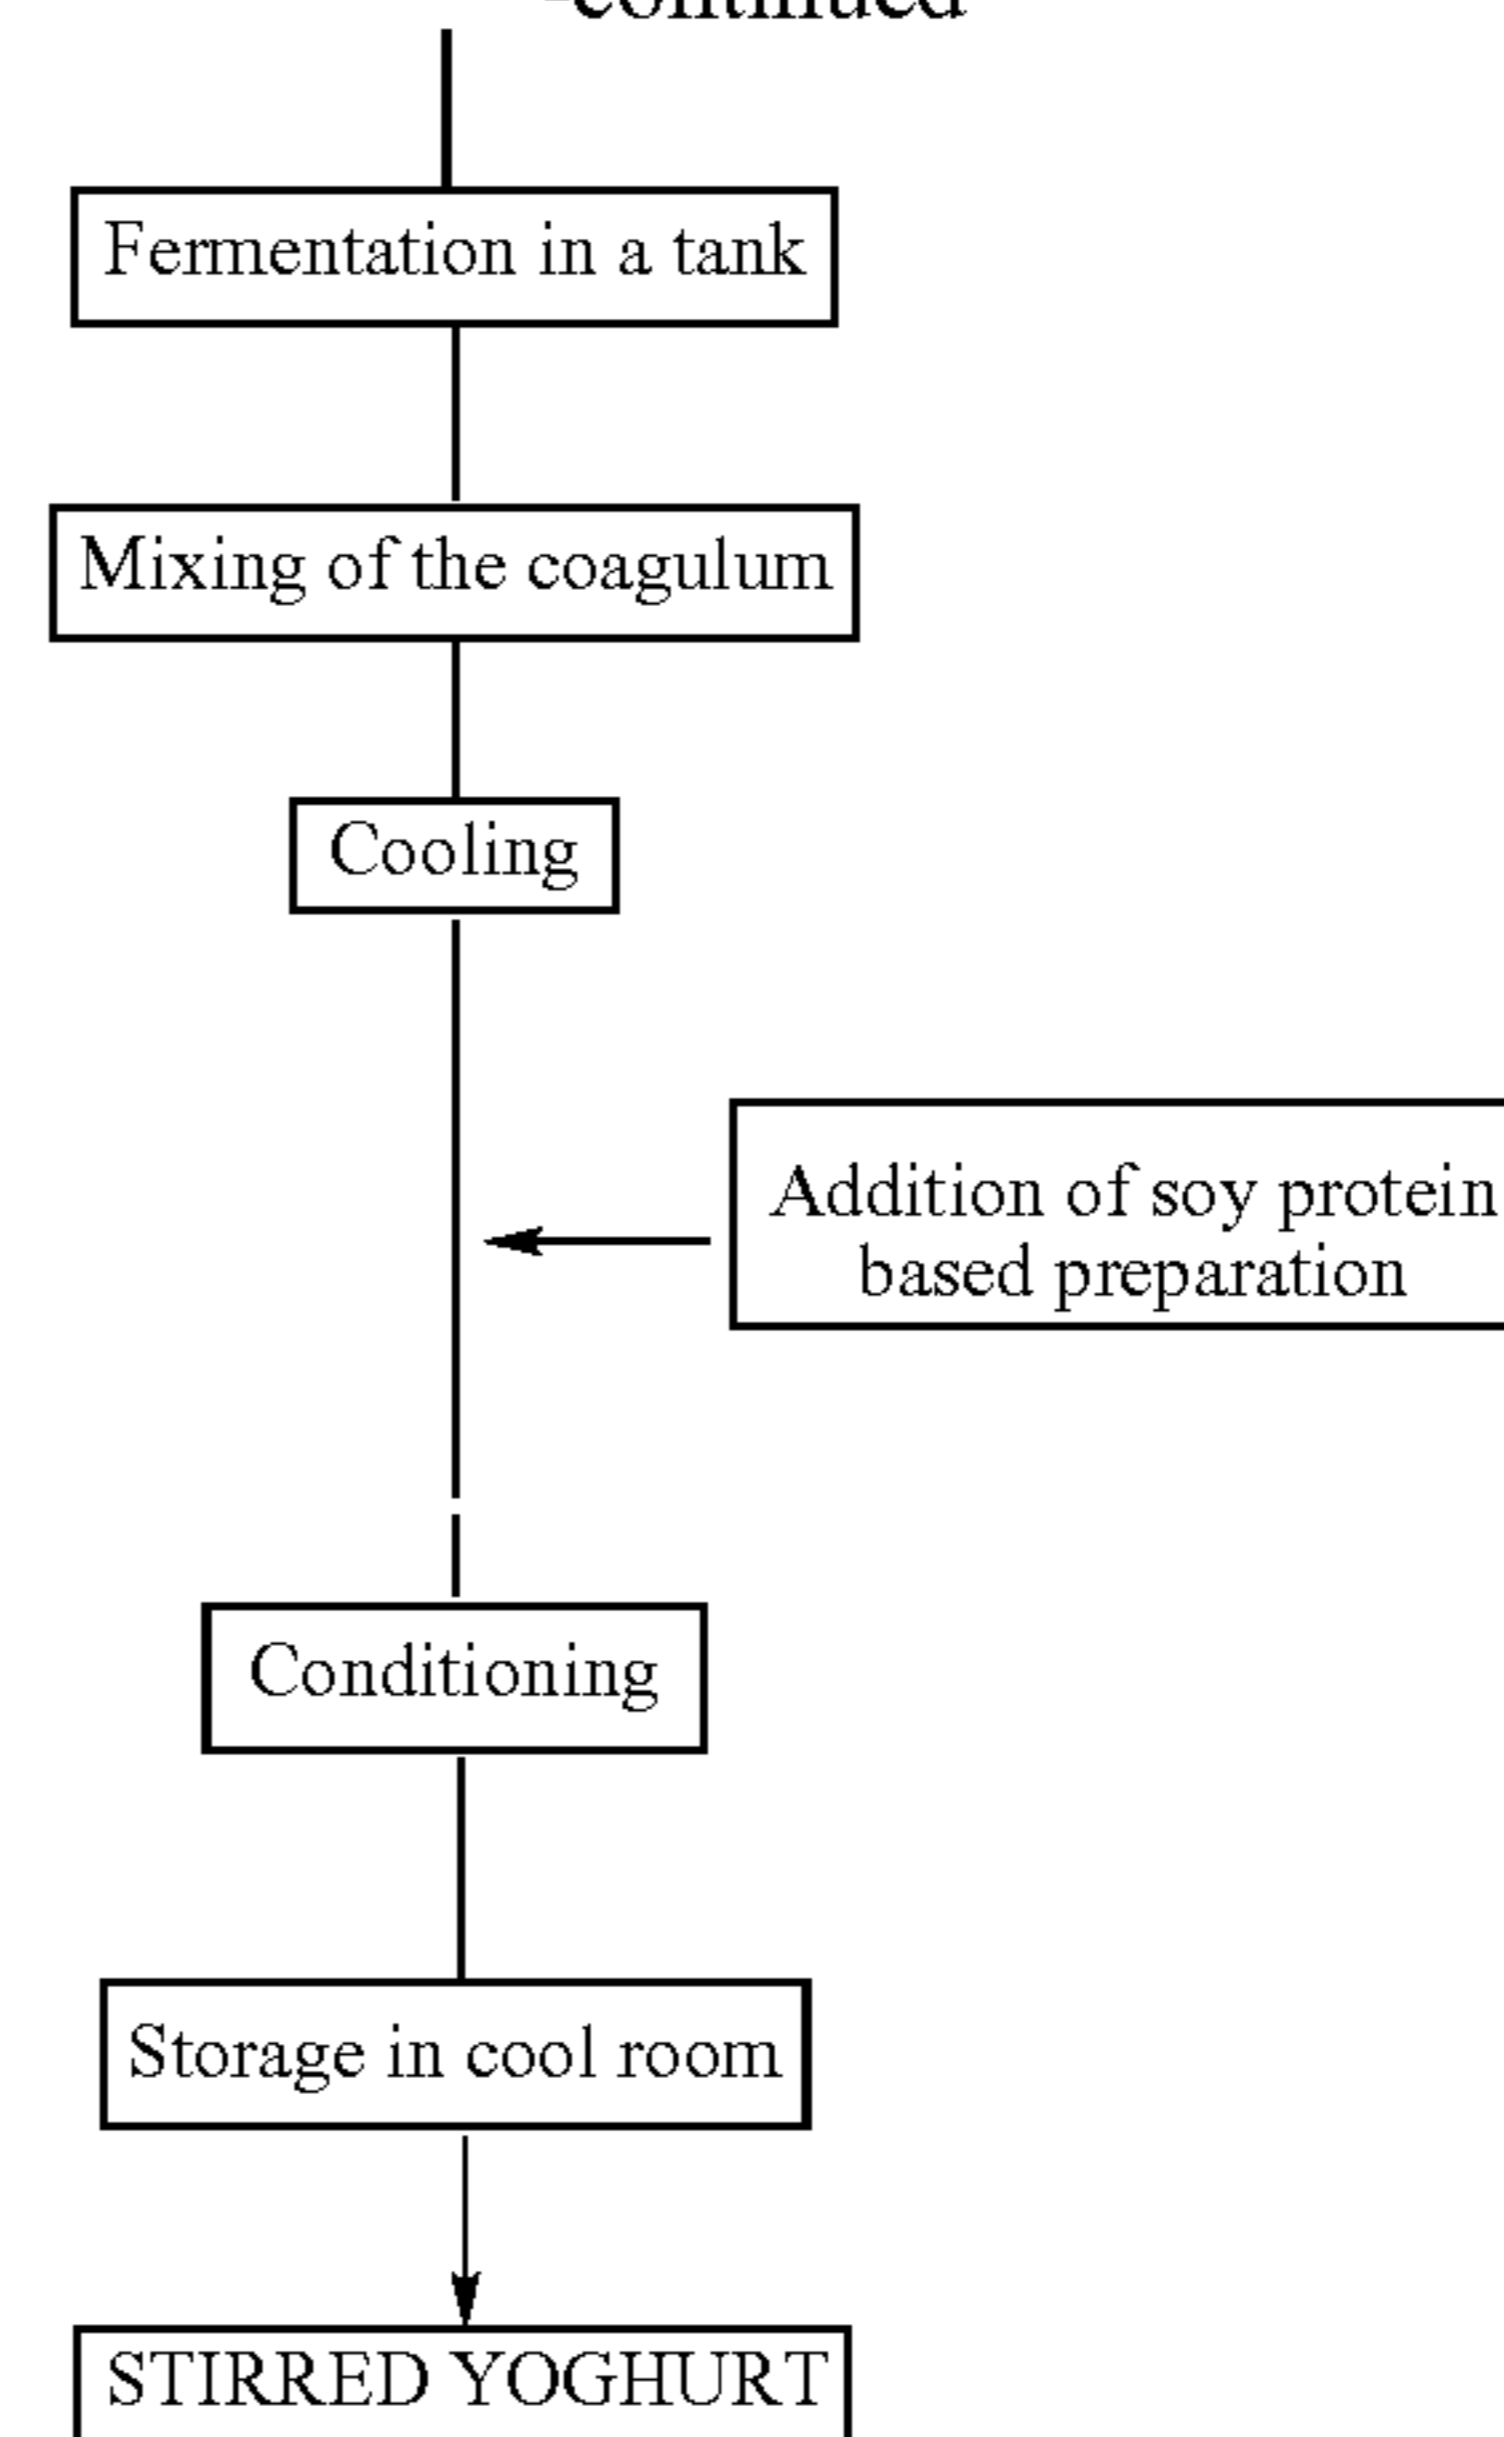 -continued
Fermentation in a tank
Mixing of the coagulum
Cooling
Addition of soy protein
based preparation
Conditioning
Storage in cool room
STIRRED YOGHURT